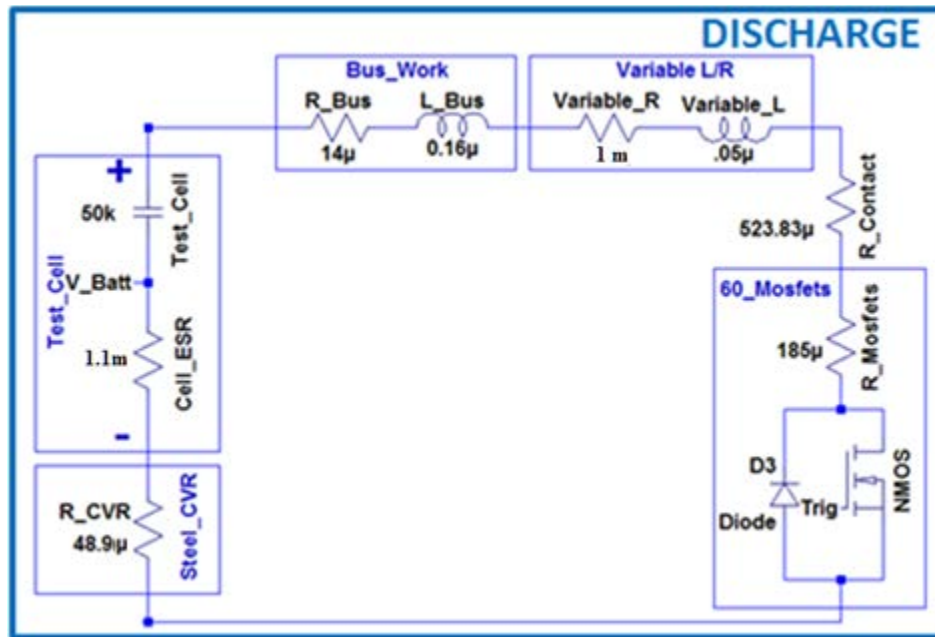 DISCHARGE
Bus_Work
R_Bus
L_Bus
14µ
0.16µ
Variable L/R
Variable_R
Variable_L
1 m
.05µ
+
50k
Test_Cell
V_Batt
Test_Cell
1.1m
Cell_ESR
-
R_CVR
48.9µ
Steel_CVR
523.83µ
R_Contact
60_Mosfets
185µ
R_Mosfets
D3
Diode
Trig
NMOS